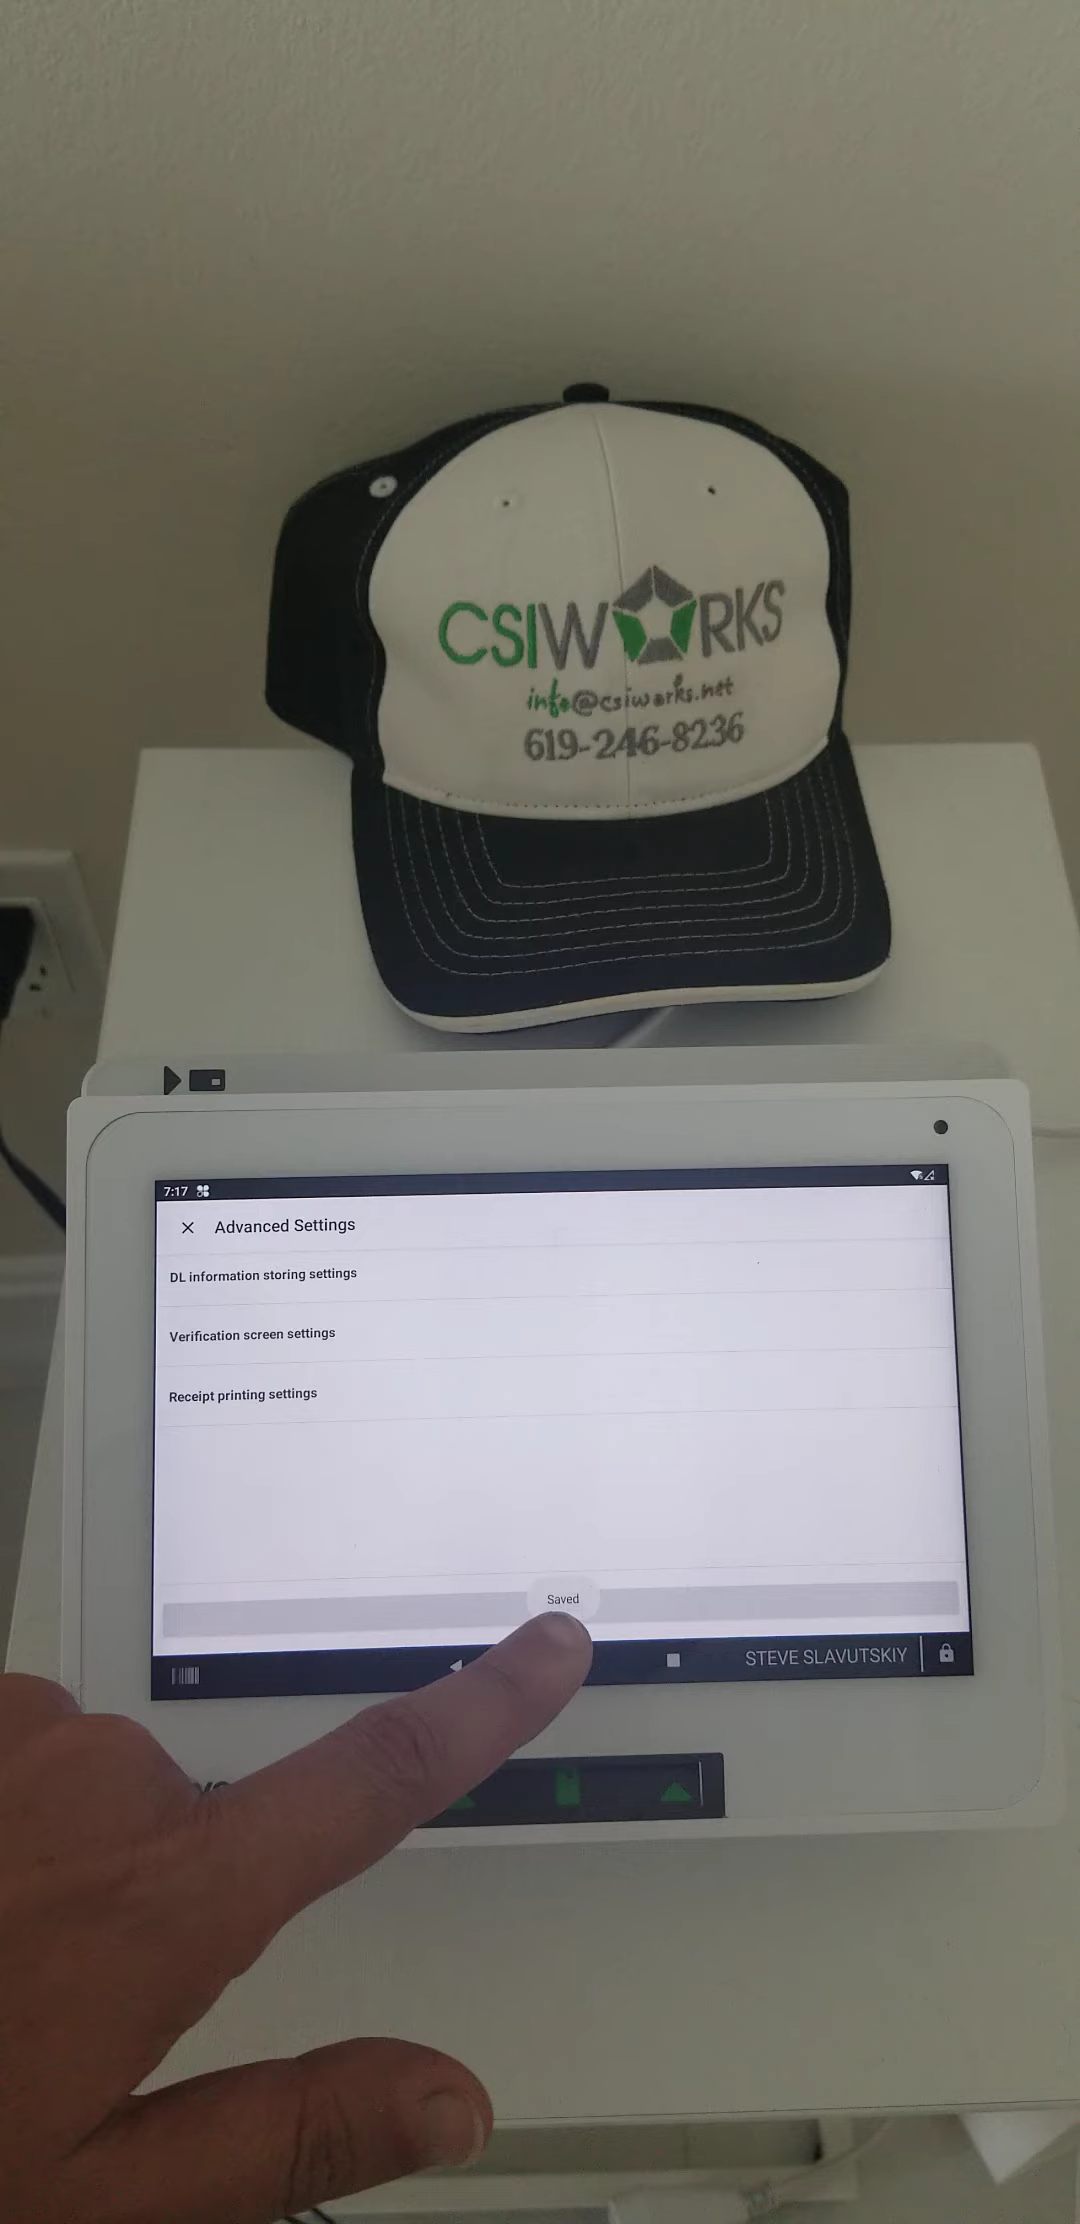 CSIWORKS
info@csiworks.net
619-246-8236
7:17
Advanced Settings
DL information storing settings
Verification screen settings
Receipt printing settings
Saved
STEVE SLAVUTSKIY